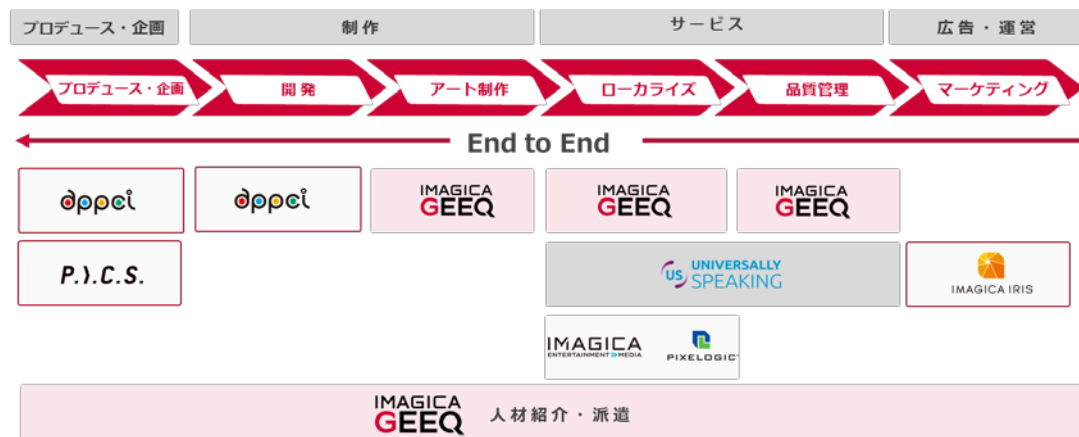 プロデュース・企画
制作
サービス
広告・運営
プロデュース・企画
開発
アート制作
ローカライズ
品質管理
マーケティング
End to End
appci
appci
IMAGICA
GEEQ
IMAGICA
GEEQ
IMAGICA
GEEQ
P.I.C.S.
US UNIVERSALLY
SPEAKING
IMAGICA IRIS
IMAGICA
ENTERTAINMENT MEDIA
PIXELOGIC
IMAGICA
GEEQ 人材紹介・派遣